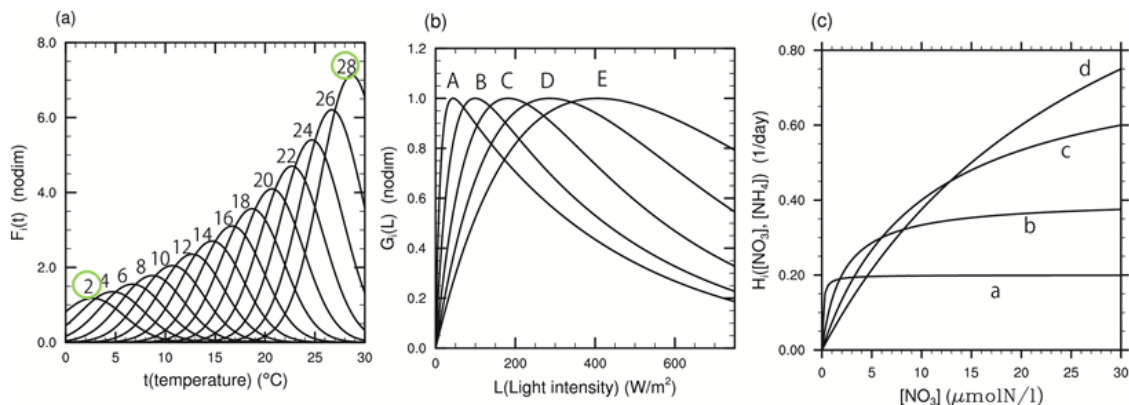 (a)
8.0
6.0
4.0
2.0
0.0
0 5 10 15 20 25 30
F_i(t) (nodim)
t(temperature) (°C)
2 4 6 8 10 12 14 16 18 20 22 24 26 28
(b)
1.2
1.0
0.8
0.6
0.4
0.2
0.0
0 200 400 600
G_i(L) (nodim)
L(Light intensity) (W/m²)
A B C D E
(c)
0.80
0.60
0.40
0.20
0.00
0 5 10 15 20 25 30
H_i([NO₃], [NH₄]) (1/day)
[NO₃] (μmolN/l)
d
c
b
a